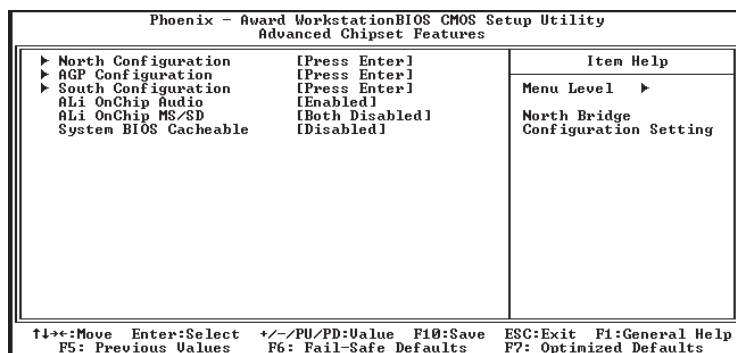 Phoenix - Award WorkstationBIOS CMOS Setup Utility
Advanced Chipset Features
▶ North Configuration [Press Enter]
▶ AGP Configuration [Press Enter]
▶ South Configuration [Press Enter]
ALi OnChip Audio [Enabled]
ALi OnChip MS/SD [Both Disabled]
System BIOS Cacheable [Disabled]
Item Help
Menu Level ▶
North Bridge
Configuration Setting
↑↓→←:Move Enter:Select +/-/PU/PD:Value F10:Save ESC:Exit F1:General Help
F5: Previous Values F6: Fail-Safe Defaults F7: Optimized Defaults